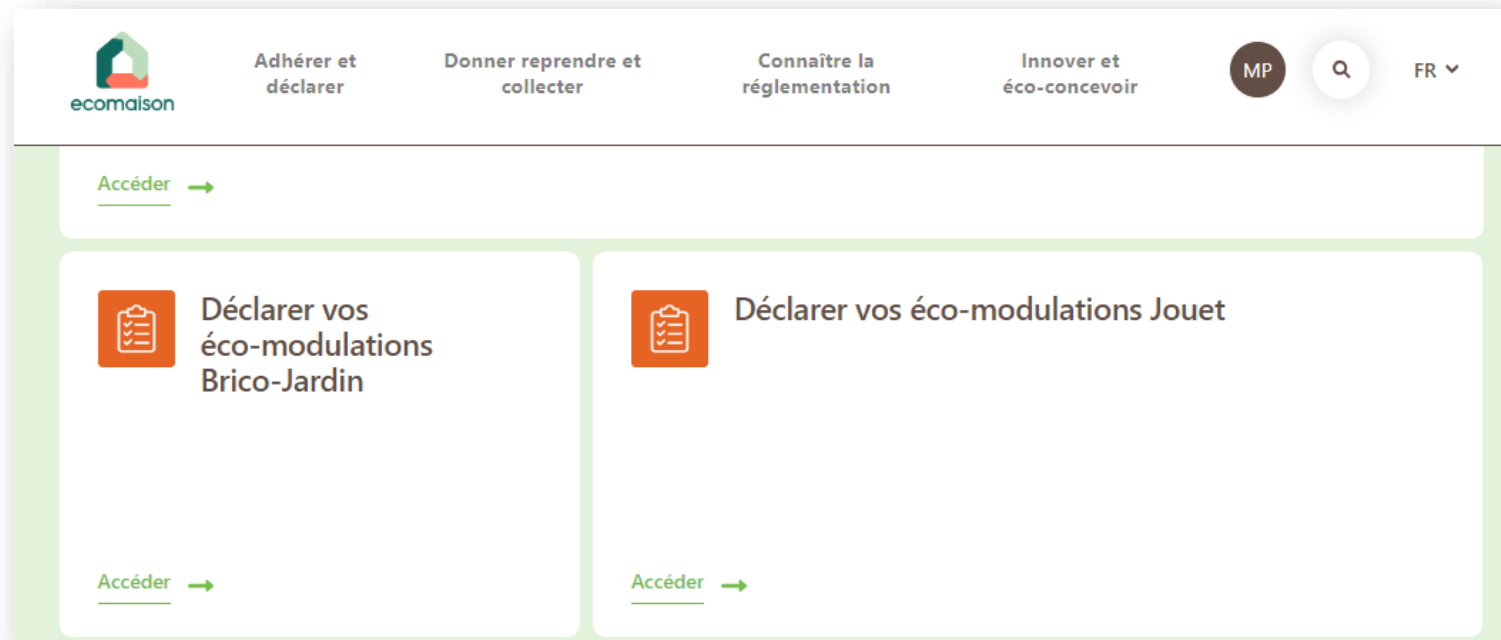 ecomaison
Adhérer et
déclarer
Donner reprendre et
collecter
Connaître la
réglementation
Innover et
éco-concevoir
MP
FR
Accéder
Déclarer vos
éco-modulations
Brico-Jardin
Accéder
Déclarer vos éco-modulations Jouet
Accéder